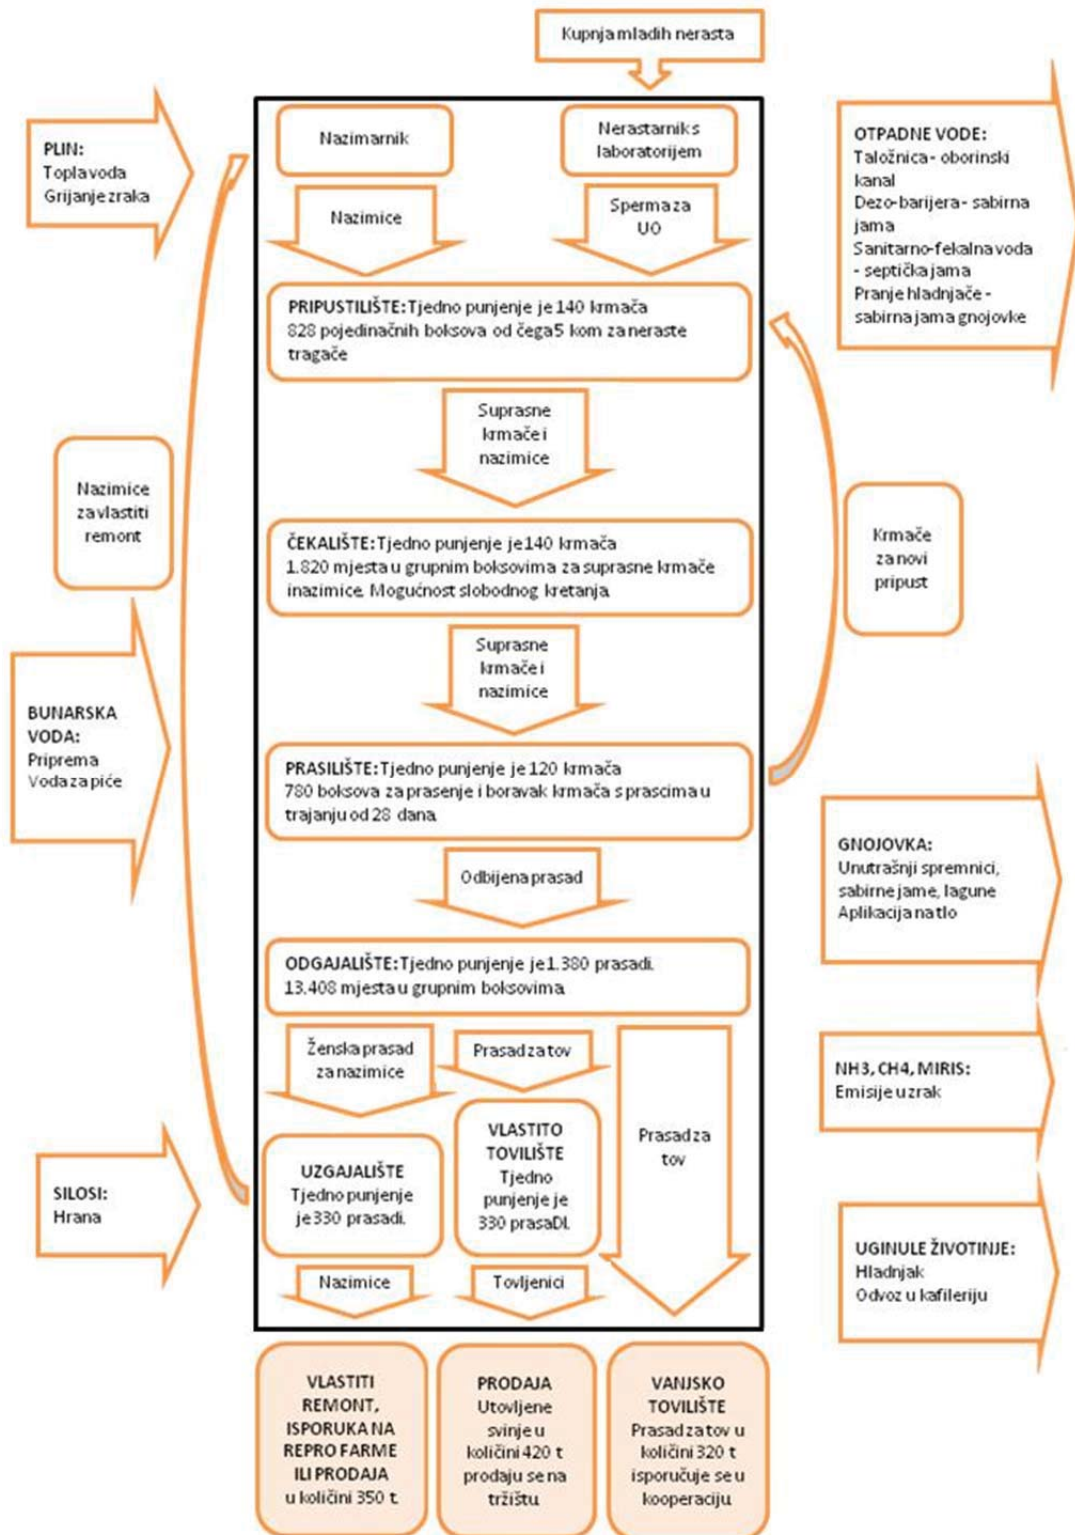 Kupnja mladih nerasta
PLIN:
Topla voda
Grijanje zraka
Nazimarnik
Nerastarnik s
laboratorijem
OTPADNE VODE:
Taložnica - oborinski
kanal
Dezo-barijera - sabirna
jama
Sanitarno-fekalna voda
- septička jama
Pranje hladnjače -
sabirna jama gnojovke
Nazimice
Sperma za
UO
PRIPUSTILIŠTE: Tjedno punjenje je 140 krmača
828 pojedinačnih boksova od čega 5 kom za neraste
tragače
Suprasne
krmače i
nazimice
Nazimice
za vlastiti
remont
ČEKALIŠTE: Tjedno punjenje je 140 krmača
1.820 mjesta u grupnim boksovima za suprasne krmače
i nazimice. Mogućnost slobodnog kretanja.
Krmače
za novi
pripust
Suprasne
krmače i
nazimice
BUNARSKA
VODA:
Priprema
Voda za piće
PRASILIŠTE: Tjedno punjenje je 120 krmača
780 boksova za prasenje i boravak krmača s prascima u
trajanju od 28 dana.
GNOJOVKA:
Unutrašnji spremnici,
sabirne jame, lagune
Aplikacija na tlo
Odbijena prasad
ODGAJALIŠTE: Tjedno punjenje je 1.380 prasadi.
13.408 mjesta u grupnim boksovima.
Ženska prasad
za nazimice
Prasad za tov
Prasad za
tov
NH3, CH4, MIRIS:
Emisije u zrak
SILOSI:
Hrana
UZGAJALIŠTE
Tjedno punjenje
je 330 prasadi.
VLASTITO
TOVILIŠTE
Tjedno
punjenje je
330 prasaDI.
UGINULE ŽIVOTINJE:
Hladnjak
Odvoz u kafileriju
Nazimice
Tovljenici
VLASTITI
REMONT,
ISPORUKA NA
REPRO FARME
ILI PRODAJA
u količini 350 t.
PRODAJA
Utovljene
svinje u
količini 420 t
prodaju se na
tržištu.
VANJSKO
TOVILIŠTE
Prasad za tov u
količini 320 t
isporučuje se u
kooperaciju.